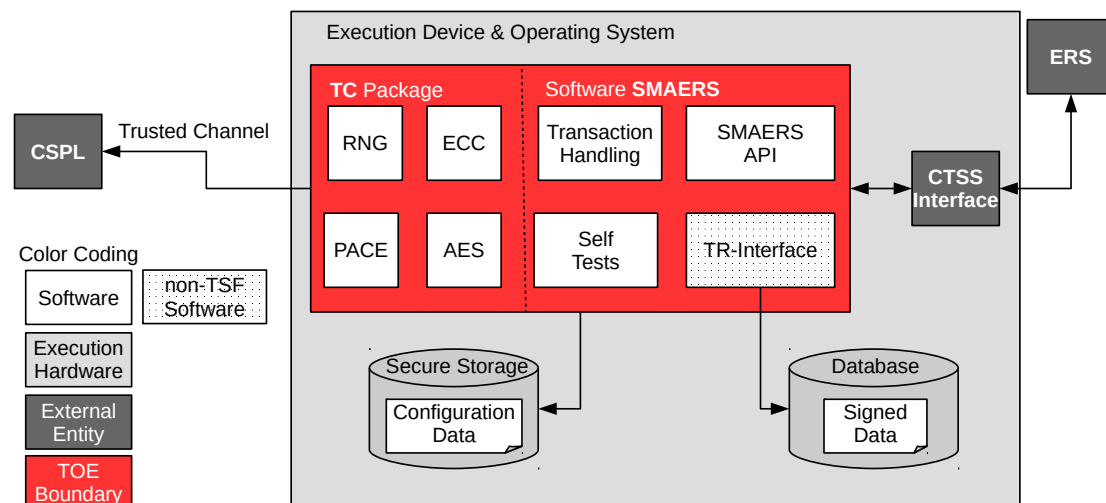 Execution Device & Operating System
ERS
TC Package
Software SMAERS
RNG
ECC
Transaction
Handling
SMAERS
API
Trusted Channel
CSPL
CTSS
Interface
PACE
AES
Self
Tests
TR-Interface
Color Coding
Software
non-TSF
Software
Execution
Hardware
External
Entity
TOE
Boundary
Secure Storage
Configuration
Data
Database
Signed
Data